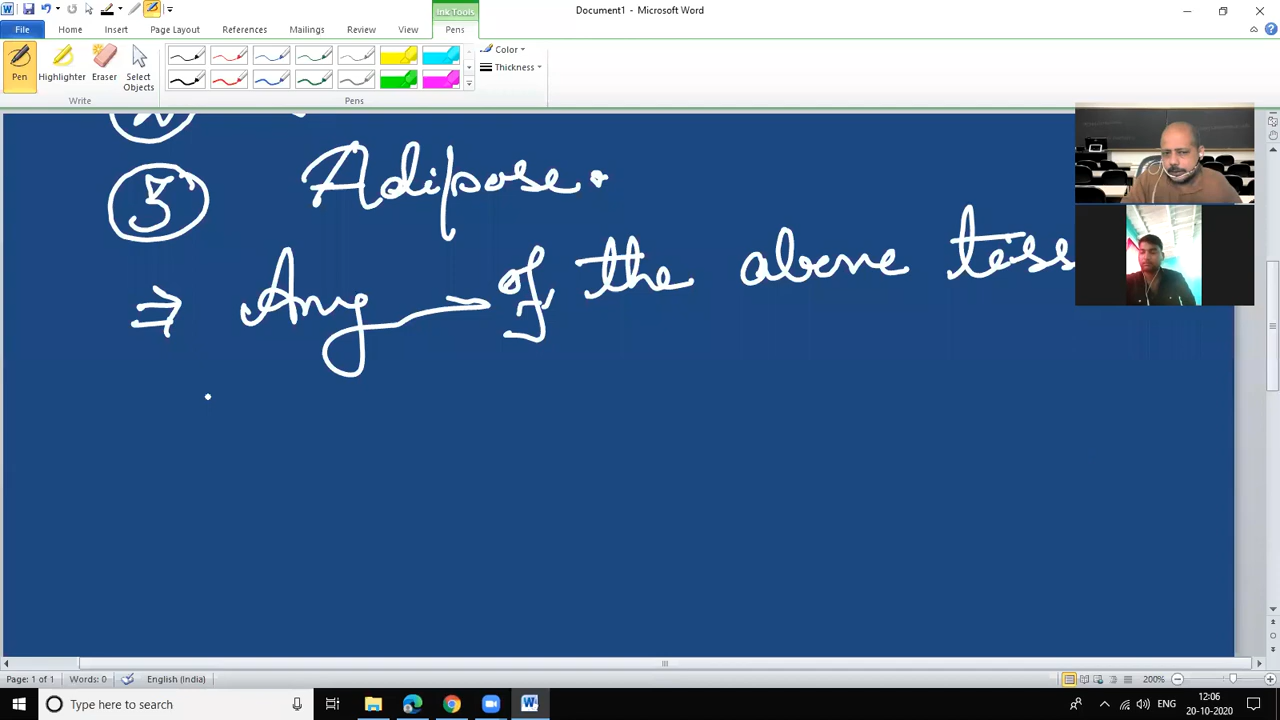 Document1 - Microsoft Word
Ink Tools
File Home Insert Page Layout References Mailings Review View Pens
Pen Highlighter Eraser Select Objects
Color
Thickness
Write Pens
5 Adipose.
⇒ Any of the above tiss
Page: 1 of 1 Words: 0 English (India) 200%
Type here to search
ENG
12:06
20-10-2020